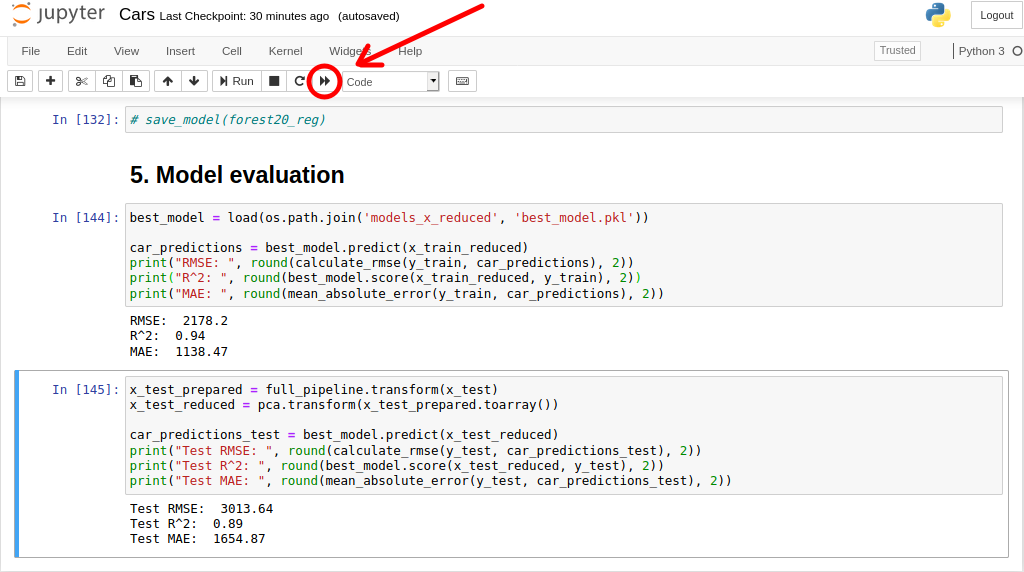 jupyter Cars Last Checkpoint: 30 minutes ago (autosaved) Logout
File Edit View Insert Cell Kernel Widgets Help Trusted Python 3
Run Code
In [132]: # save_model(forest20_reg)
5. Model evaluation
In [144]: best_model = load(os.path.join('models_x_reduced', 'best_model.pkl'))
car_predictions = best_model.predict(x_train_reduced)
print("RMSE: ", round(calculate_rmse(y_train, car_predictions), 2))
print("R^2: ", round(best_model.score(x_train_reduced, y_train), 2))
print("MAE: ", round(mean_absolute_error(y_train, car_predictions), 2))
RMSE:  2178.2
R^2:  0.94
MAE:  1138.47
In [145]: x_test_prepared = full_pipeline.transform(x_test)
x_test_reduced = pca.transform(x_test_prepared.toarray())
car_predictions_test = best_model.predict(x_test_reduced)
print("Test RMSE: ", round(calculate_rmse(y_test, car_predictions_test), 2))
print("Test R^2: ", round(best_model.score(x_test_reduced, y_test), 2))
print("Test MAE: ", round(mean_absolute_error(y_test, car_predictions_test), 2))
Test RMSE:  3013.64
Test R^2:  0.89
Test MAE:  1654.87